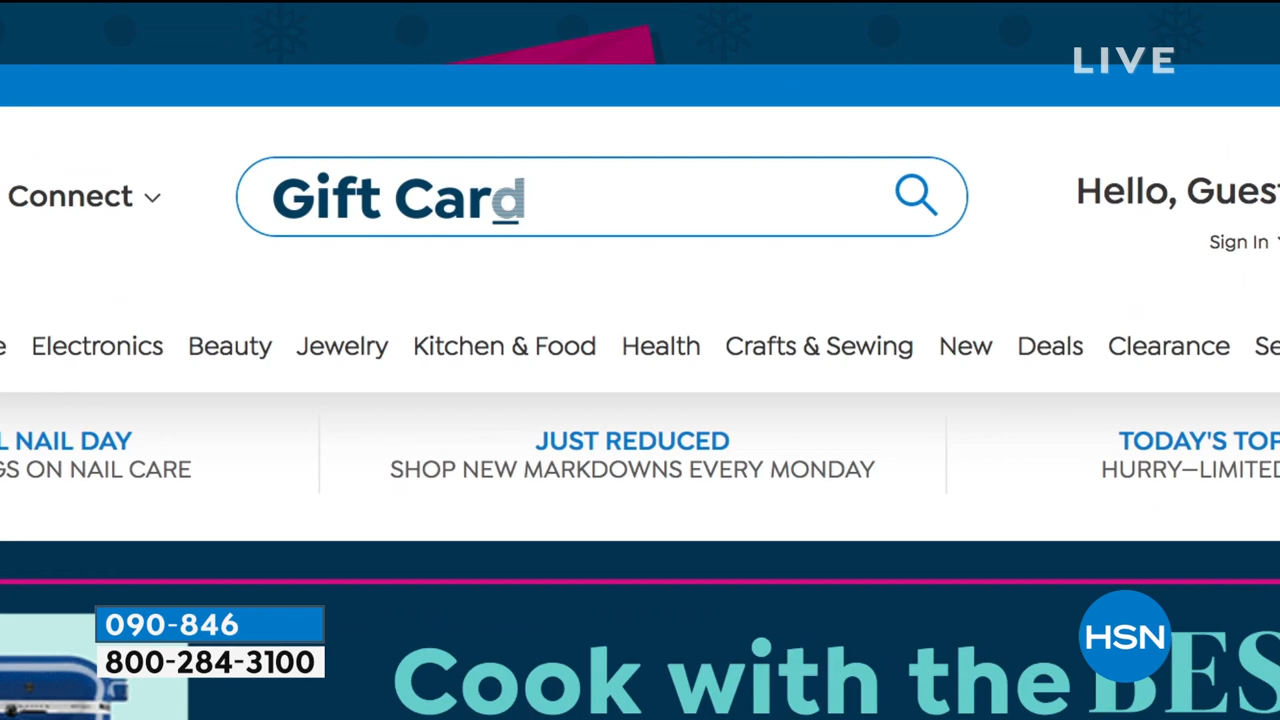 LIVE
Connect
Gift Card
Hello, Gues
Sign In
e Electronics Beauty Jewelry Kitchen & Food Health Crafts & Sewing New Deals Clearance Se
L NAIL DAY
GS ON NAIL CARE
JUST REDUCED
SHOP NEW MARKDOWNS EVERY MONDAY
TODAY'S TOP
HURRY—LIMITED
090-846
800-284-3100
Cook with the BES
HSN